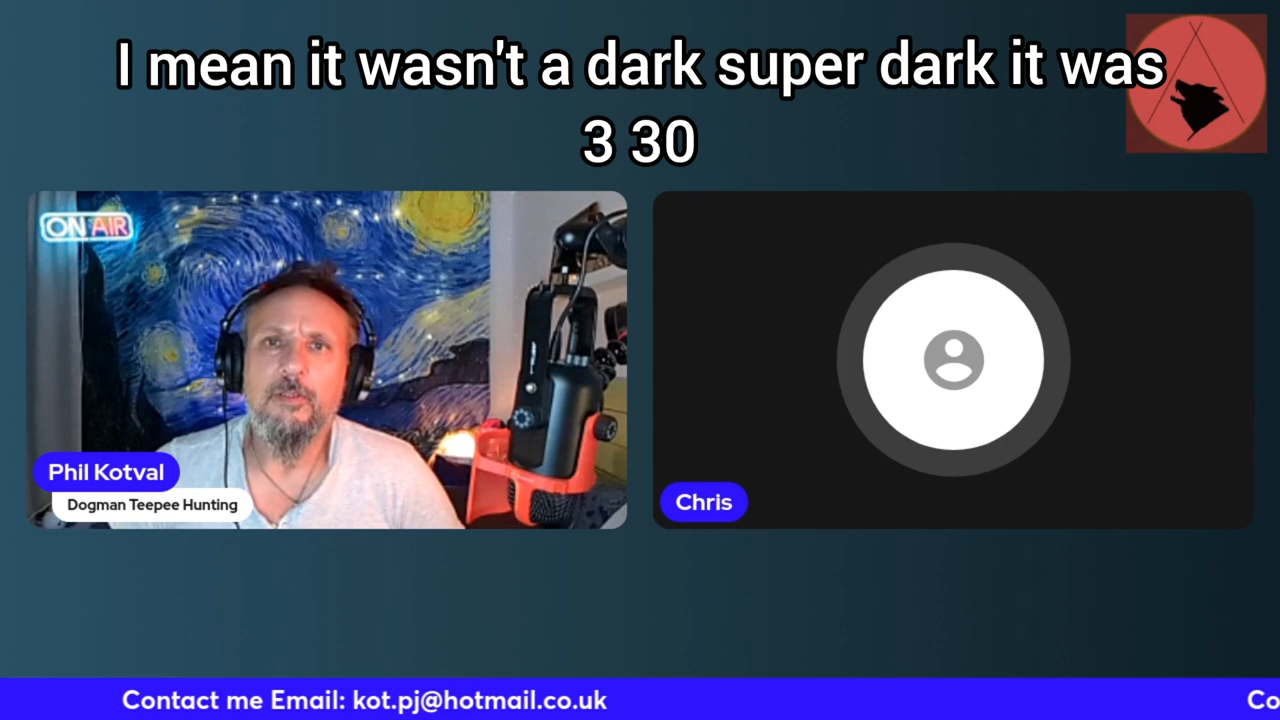 I mean it wasn't a dark super dark it was
3 30
ON AIR
Phil Kotval
Dogman Teepee Hunting
Chris
Contact me Email: kot.pj@hotmail.co.uk
Co